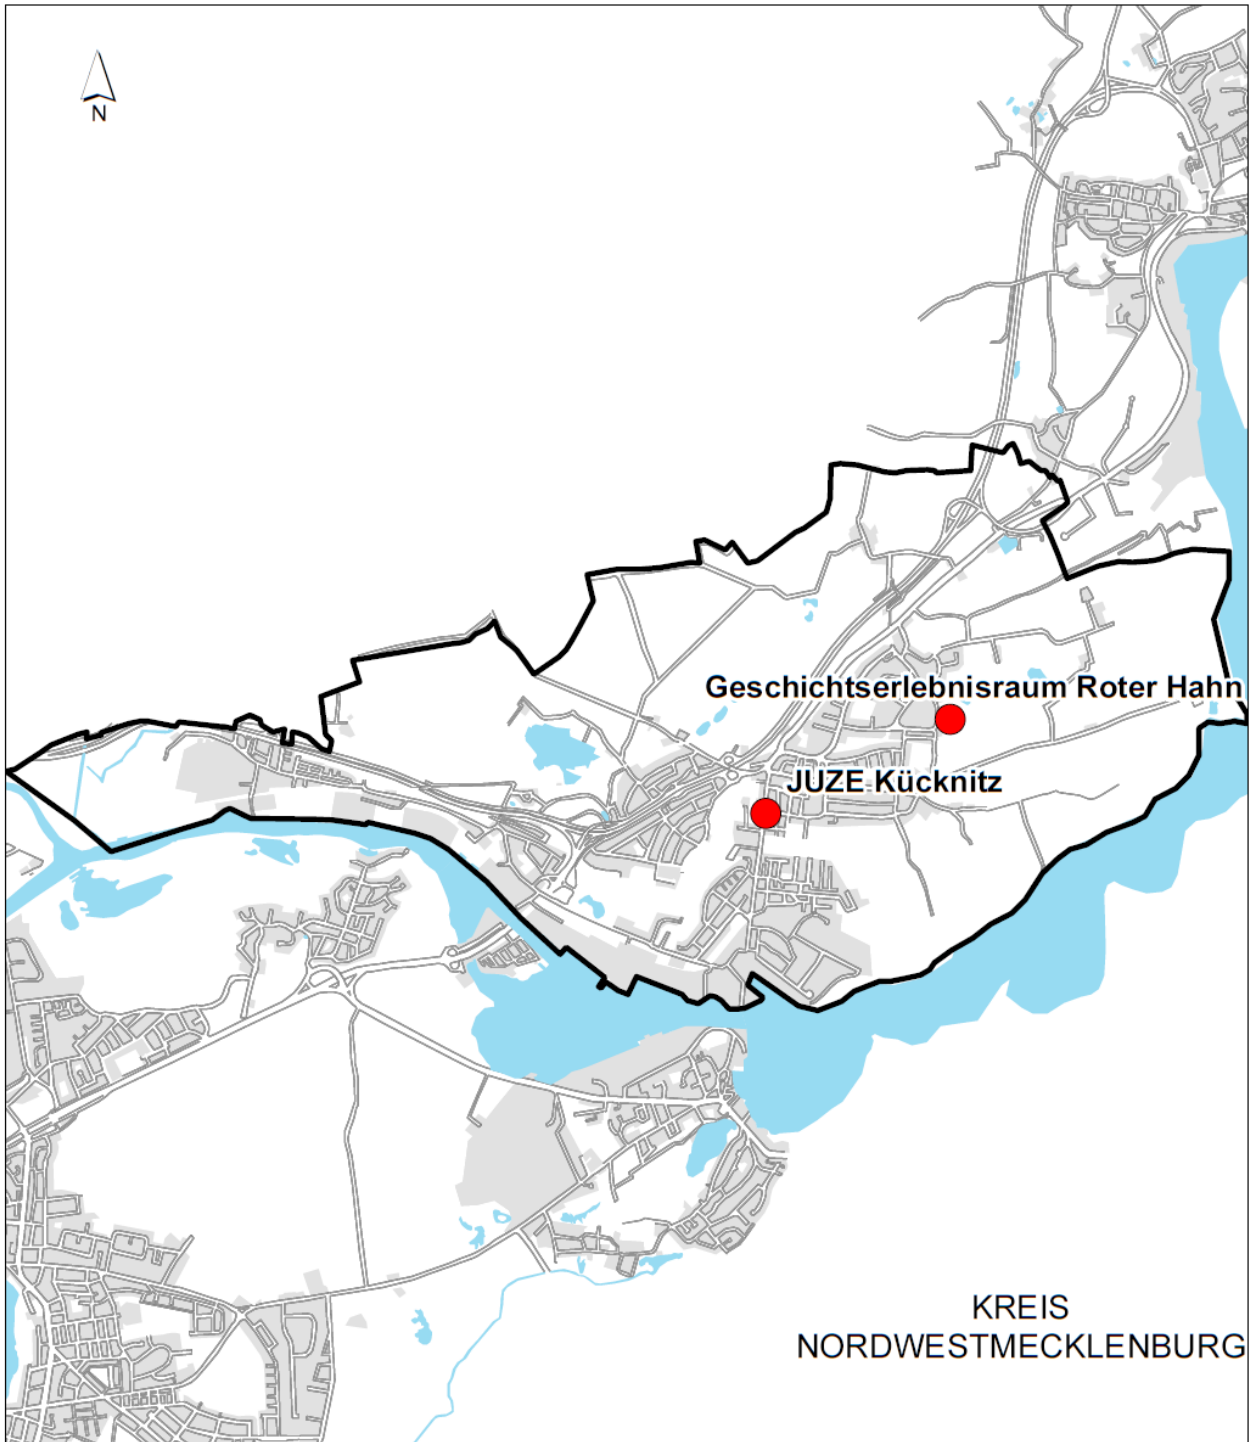 N
Geschichtserlebnisraum Roter Hahn
JUZE Kücknitz
KREIS
NORDWESTMECKLENBURG